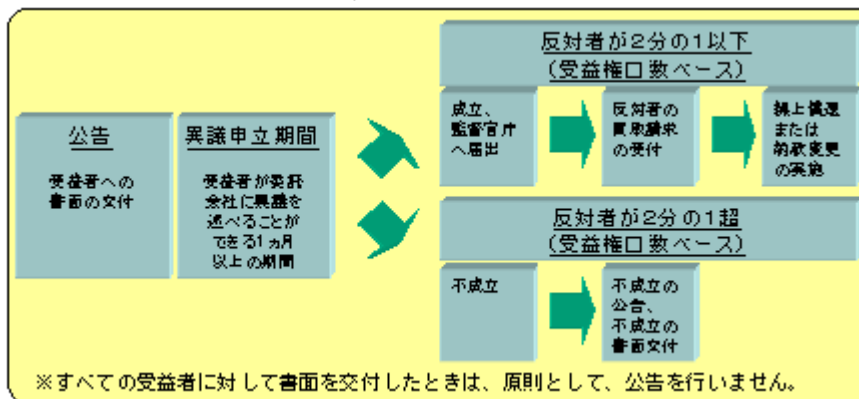 公告
受益者への
書面の交付
異議申立期間
受益者が委託
会社に異議を
述べることが
できる1ヵ月
以上の期間
反対者が2分の1以下
(受益権口数ベース)
成立、
監督官庁
へ届出
反対者の
買取請求
の受付
繰上償還
または
約款変更
の実施
反対者が2分の1超
(受益権口数ベース)
不成立
不成立の
公告、
不成立の
書面交付
※すべての受益者に対して書面を交付したときは、原則として、公告を行いません。